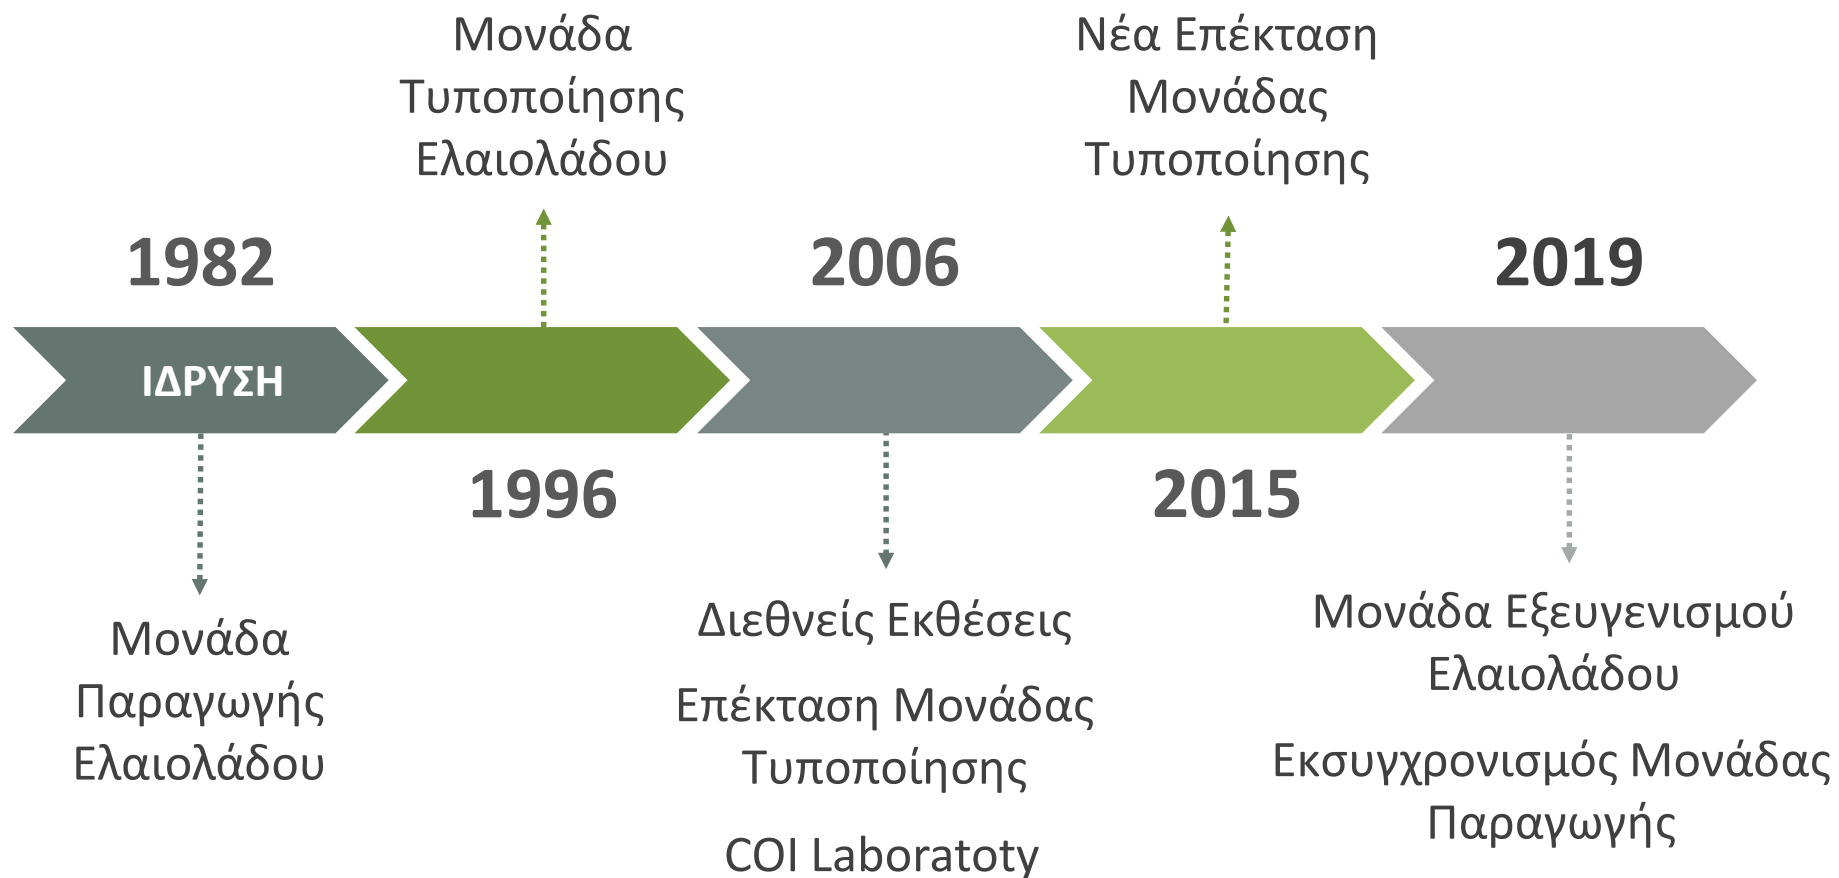 1982
ΙΔΡΥΣΗ
Μονάδα
Παραγωγής
Ελαιολάδου
Μονάδα
Τυποποίησης
Ελαιολάδου
1996
2006
Διεθνείς Εκθέσεις
Επέκταση Μονάδας
Τυποποίησης
COI Laboratoty
Νέα Επέκταση
Μονάδας
Τυποποίησης
2015
2019
Μονάδα Εξευγενισμού
Ελαιολάδου
Εκσυγχρονισμός Μονάδας
Παραγωγής